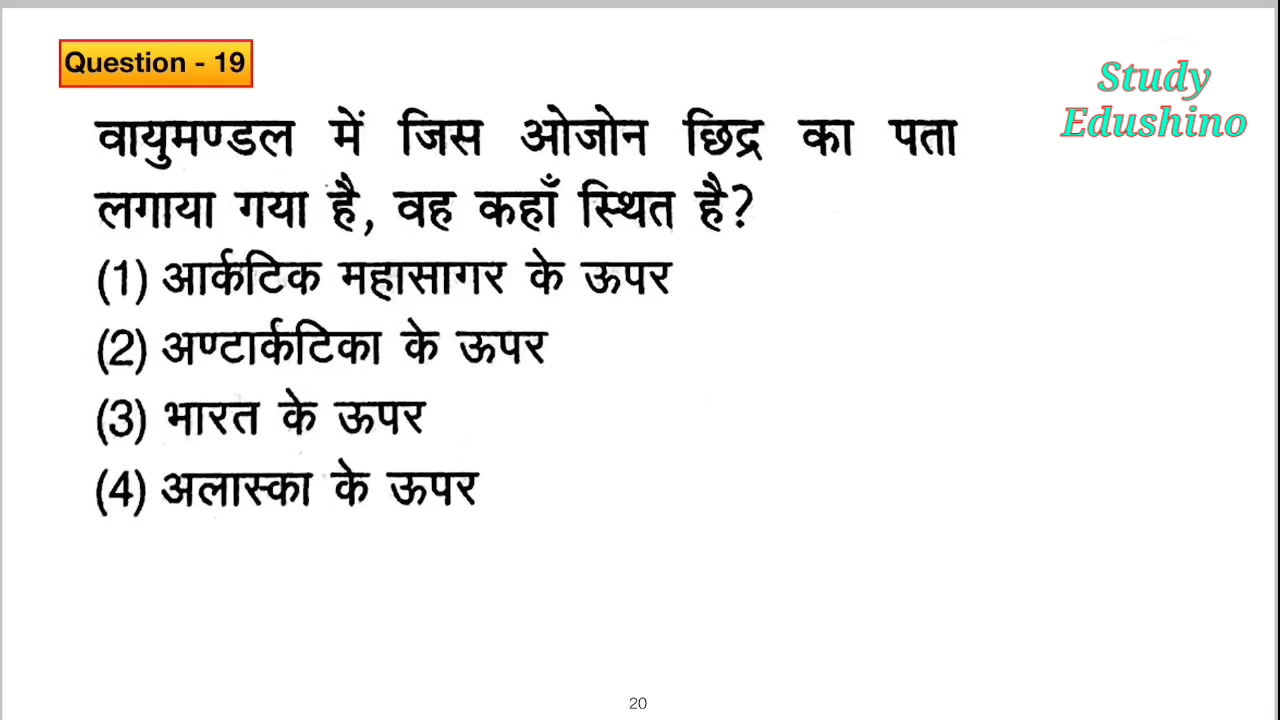 Question - 19
Study
Edushino
वायुमण्डल में जिस ओजोन छिद्र का पता
लगाया गया है, वह कहाँ स्थित है?
(1) आर्कटिक महासागर के ऊपर
(2) अण्टार्कटिका के ऊपर
(3) भारत के ऊपर
(4) अलास्का के ऊपर
20